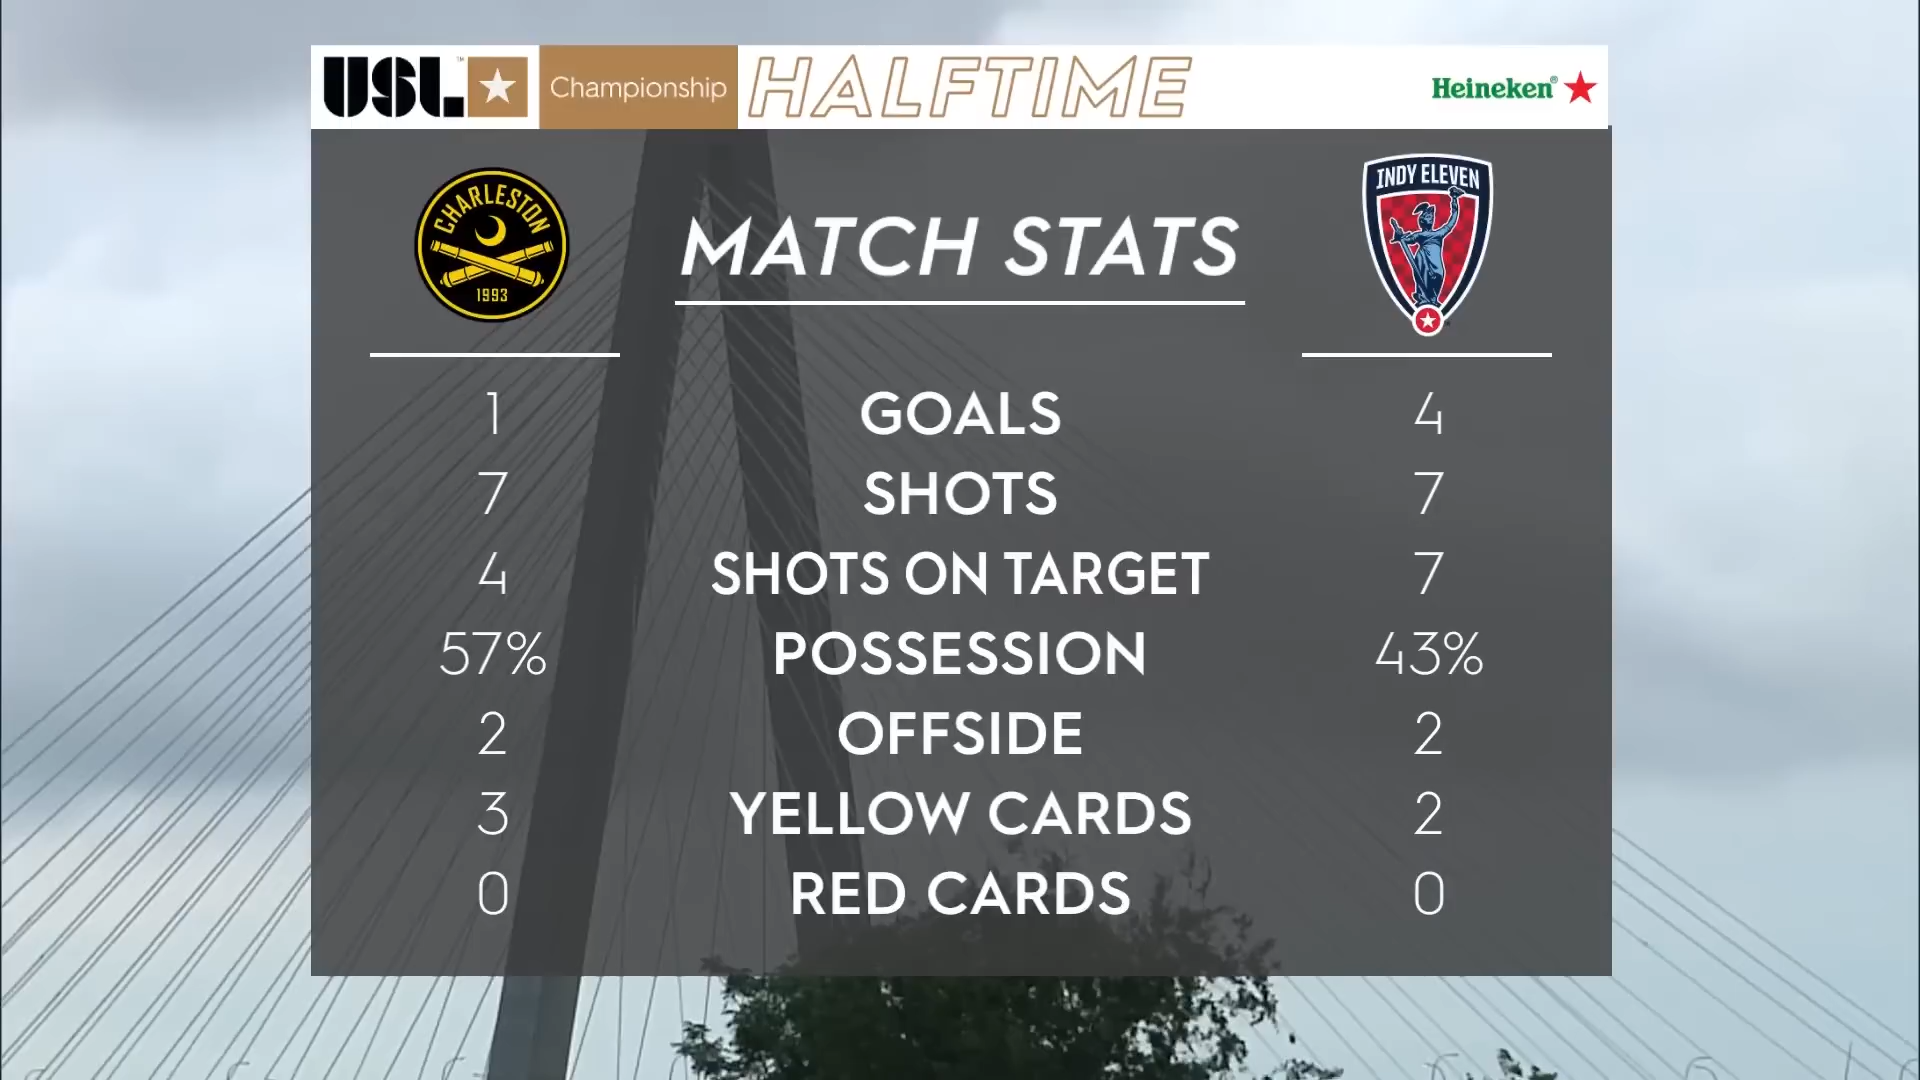 USL™ Championship HALFTIME Heineken®
CHARLESTON
1993
MATCH STATS
INDY ELEVEN
1 GOALS 4
7 SHOTS 7
4 SHOTS ON TARGET 7
57% POSSESSION 43%
2 OFFSIDE 2
3 YELLOW CARDS 2
0 RED CARDS 0